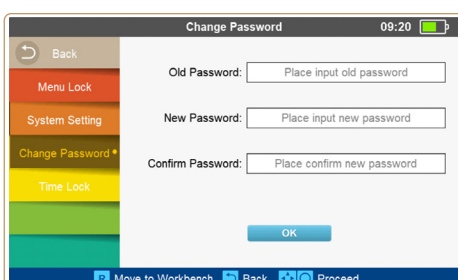 Change Password 09:20
Back
Menu Lock
System Setting
Change Password
Time Lock
Old Password: Place input old password
New Password: Place input new password
Confirm Password: Place confirm new password
OK
R Move to Workbench Back Proceed